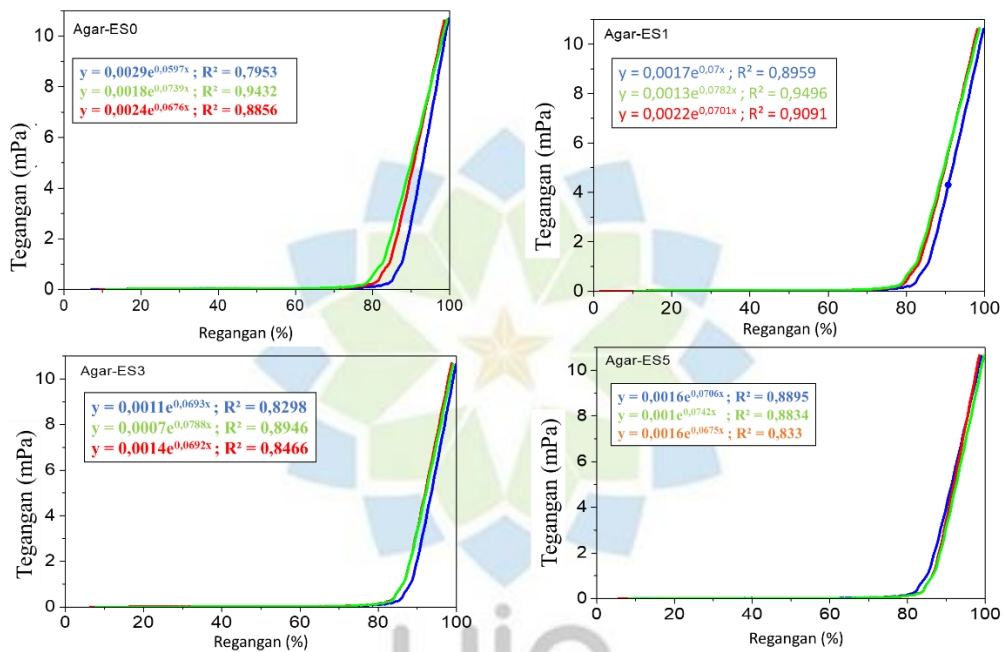 Agar-ES0
y = 0,0029e^0,0597x ; R² = 0,7953
y = 0,0018e^0,0739x ; R² = 0,9432
y = 0,0024e^0,0676x ; R² = 0,8856
Tegangan (mPa)
10
8
6
4
2
0
0 20 40 60 80 100
Regangan (%)
Agar-ES1
y = 0,0017e^0,07x ; R² = 0,8959
y = 0,0013e^0,0782x ; R² = 0,9496
y = 0,0022e^0,0701x ; R² = 0,9091
Tegangan (mPa)
10
8
6
4
2
0
0 20 40 60 80 100
Regangan (%)
Agar-ES3
y = 0,0011e^0,0693x ; R² = 0,8298
y = 0,0007e^0,0788x ; R² = 0,8946
y = 0,0014e^0,0692x ; R² = 0,8466
Tegangan (mPa)
10
8
6
4
2
0
0 20 40 60 80 100
Regangan (%)
Agar-ES5
y = 0,0016e^0,0706x ; R² = 0,8895
y = 0,001e^0,0742x ; R² = 0,8834
y = 0,0016e^0,0675x ; R² = 0,833
Tegangan (mPa)
10
8
6
4
2
0
0 20 40 60 80 100
Regangan (%)